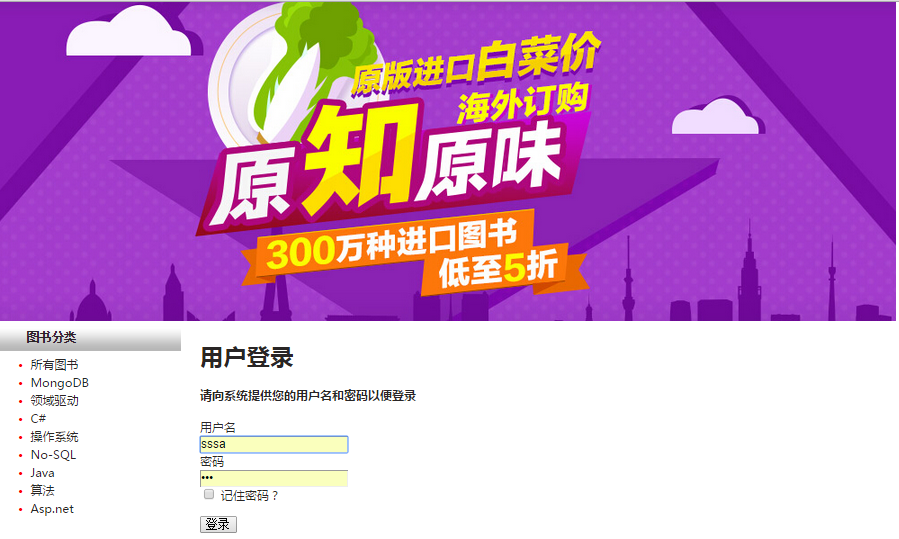 原版进口白菜价
海外订购
原知原味
300万种进口图书
低至5折
图书分类
所有图书
MongoDB
领域驱动
C#
操作系统
No-SQL
Java
算法
Asp.net
用户登录
请向系统提供您的用户名和密码以便登录
用户名
sssa
密码
•••
记住密码？
登录